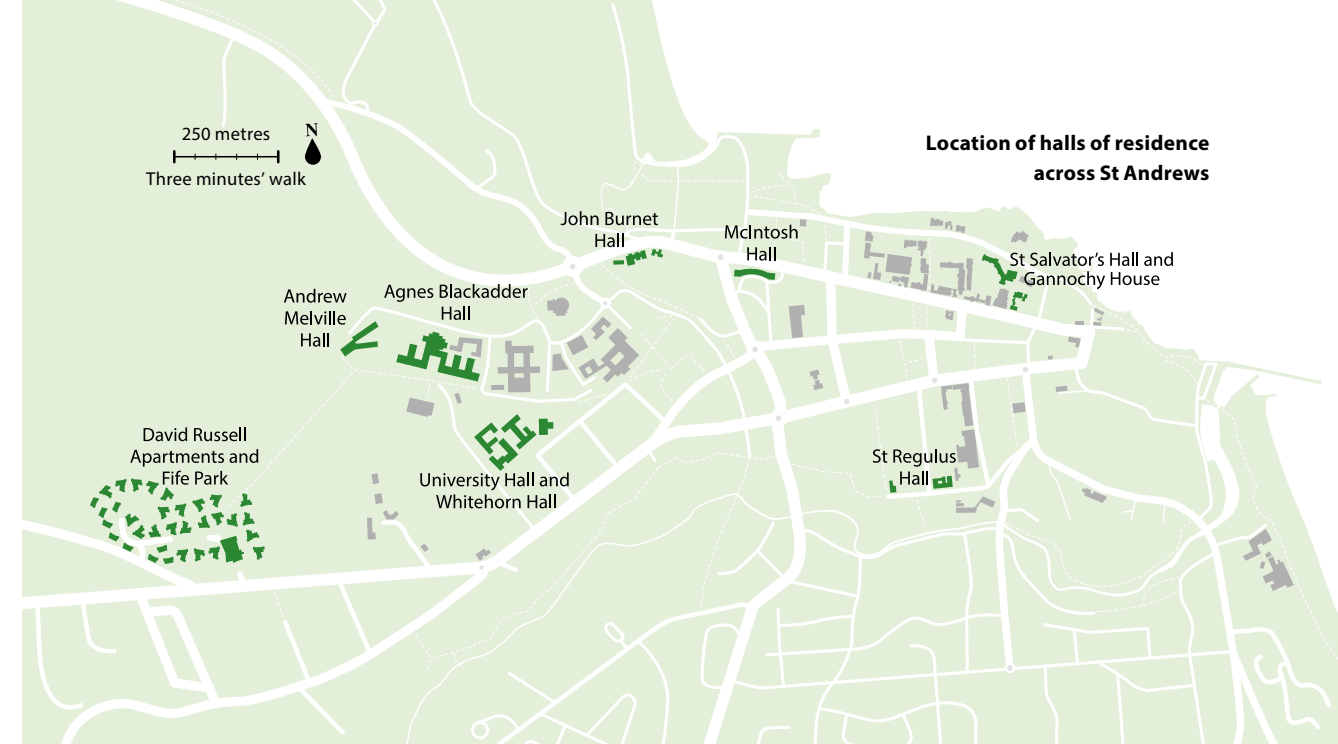 250 metres
N
Three minutes’ walk
Location of halls of residence
across St Andrews
John Burnet
Hall
McIntosh
Hall
St Salvator’s Hall and
Gannochy House
Andrew
Melville
Hall
Agnes Blackadder
Hall
David Russell
Apartments and
Fife Park
University Hall and
Whitehorn Hall
St Regulus
Hall